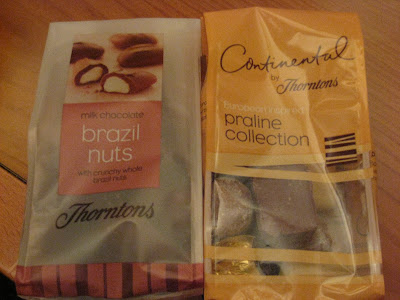 milk chocolate
brazil
nuts
with crunchy whole
brazil nuts
Thorntons
Continental
by Thorntons
European inspired
praline
collection